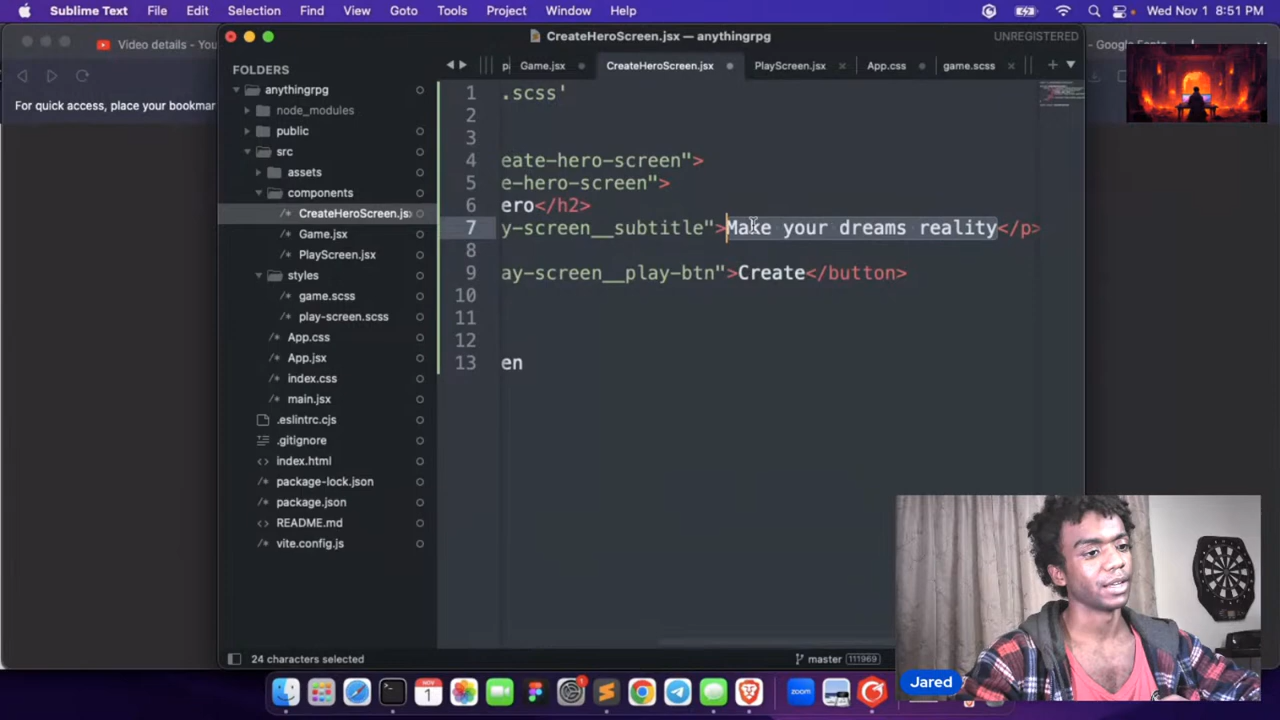 Sublime Text File Edit Selection Find View Goto Tools Project Window Help Wed Nov 1 8:51 PM
Video details - You
CreateHeroScreen.jsx — anythingrpg
UNREGISTERED
- Google Fonts
For quick access, place your bookmar
FOLDERS
anythingrpg
node_modules
public
src
assets
components
CreateHeroScreen.js
Game.jsx
PlayScreen.jsx
styles
game.scss
play-screen.scss
App.css
App.jsx
index.css
main.jsx
.eslintrc.cjs
.gitignore
index.html
package-lock.json
package.json
README.md
vite.config.js
p Game.jsx CreateHeroScreen.jsx PlayScreen.jsx App.css game.scss
1 .scss'
2
3
4 eate-hero-screen">
5 e-hero-screen">
6 ero</h2>
7 y-screen__subtitle">Make your dreams reality</p>
8
9 ay-screen__play-btn">Create</button>
10
11
12
13 en
24 characters selected
master 111969
Jared
NOV
1
1
zoom